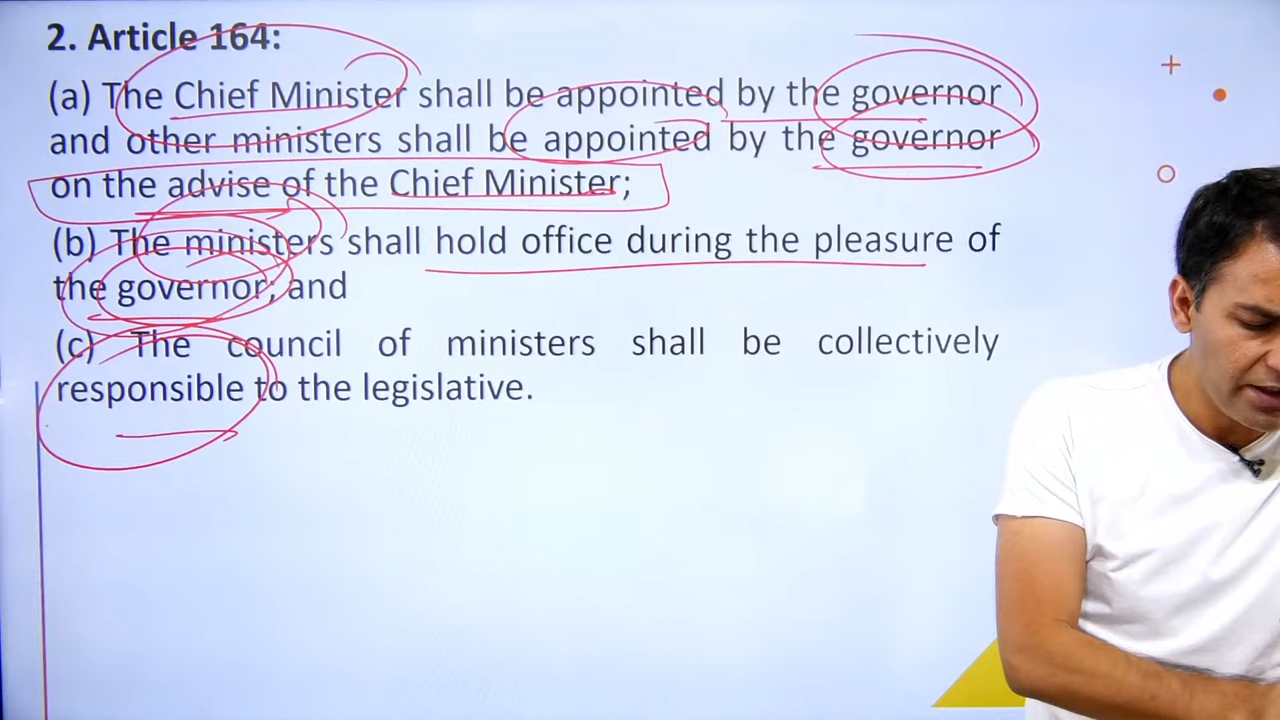 2. Article 164:
(a) The Chief Minister shall be appointed by the governor
and other ministers shall be appointed by the governor
on the advise of the Chief Minister;
(b) The ministers shall hold office during the pleasure of
the governor; and
(c) The council of ministers shall be collectively
responsible to the legislative.